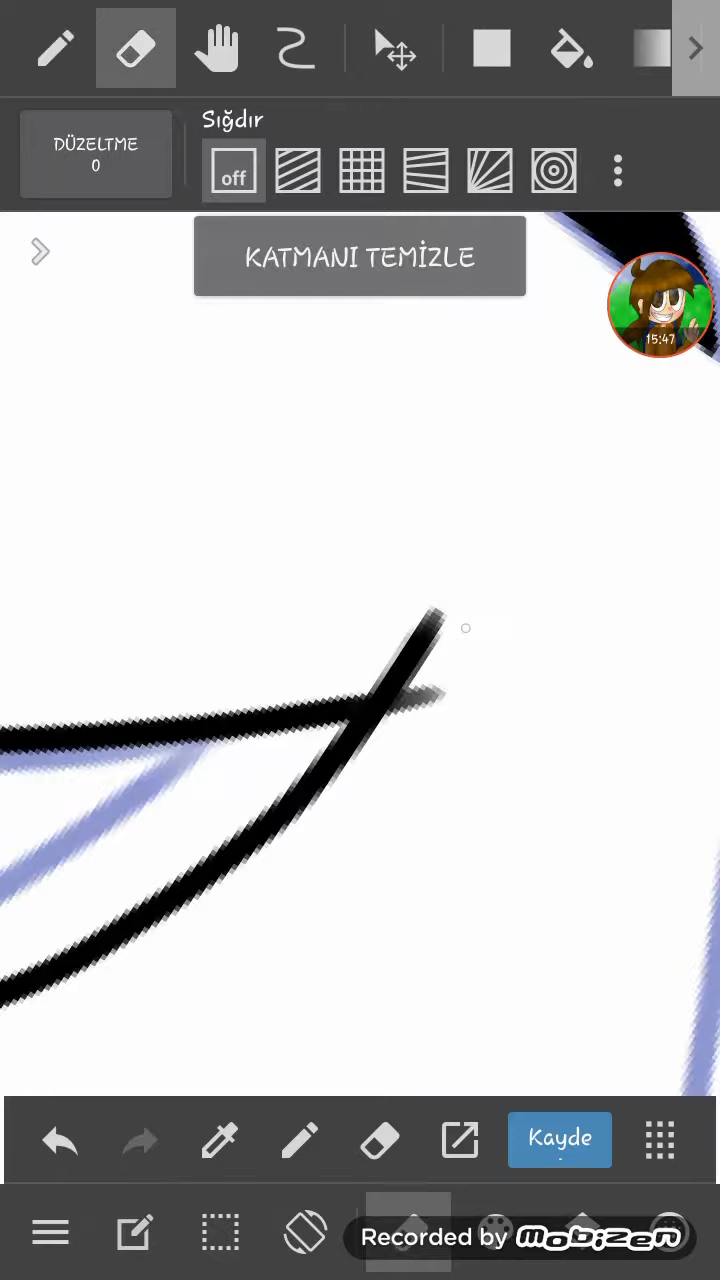 DÜZELTME
0
Sığdır
off
KATMANI TEMİZLE
15:47
Kayde
Recorded by mobizen